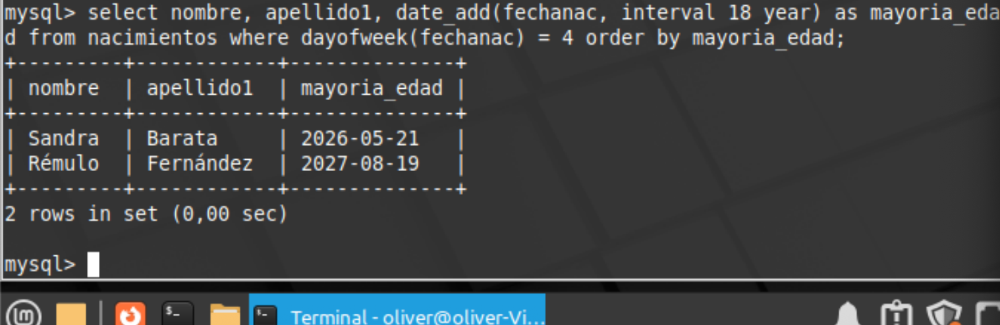 mysql> select nombre, apellido1, date_add(fechanac, interval 18 year) as mayoria_eda
d from nacimientos where dayofweek(fechanac) = 4 order by mayoria_edad;
+---------+------------+--------------+
| nombre  | apellido1  | mayoria_edad |
+---------+------------+--------------+
| Sandra  | Barata     | 2026-05-21   |
| Rémulo  | Fernández  | 2027-08-19   |
+---------+------------+--------------+
2 rows in set (0,00 sec)
mysql>
Terminal - oliver@oliver-Vi...